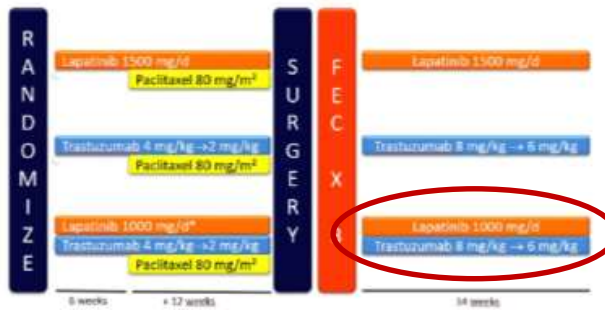 RANDOMIZE
Lapatinib 1500 mg/d
Paclitaxel 80 mg/m²
Trastuzumab 4 mg/kg→2 mg/kg
Paclitaxel 80 mg/m²
Lapatinib 1000 mg/d*
Trastuzumab 4 mg/kg→2 mg/kg
Paclitaxel 80 mg/m²
6 weeks
+ 12 weeks
SURGERY
FEC X
Lapatinib 1500 mg/d
Trastuzumab 8 mg/kg → 6 mg/kg
Lapatinib 1000 mg/d
Trastuzumab 8 mg/kg → 6 mg/kg
34 weeks